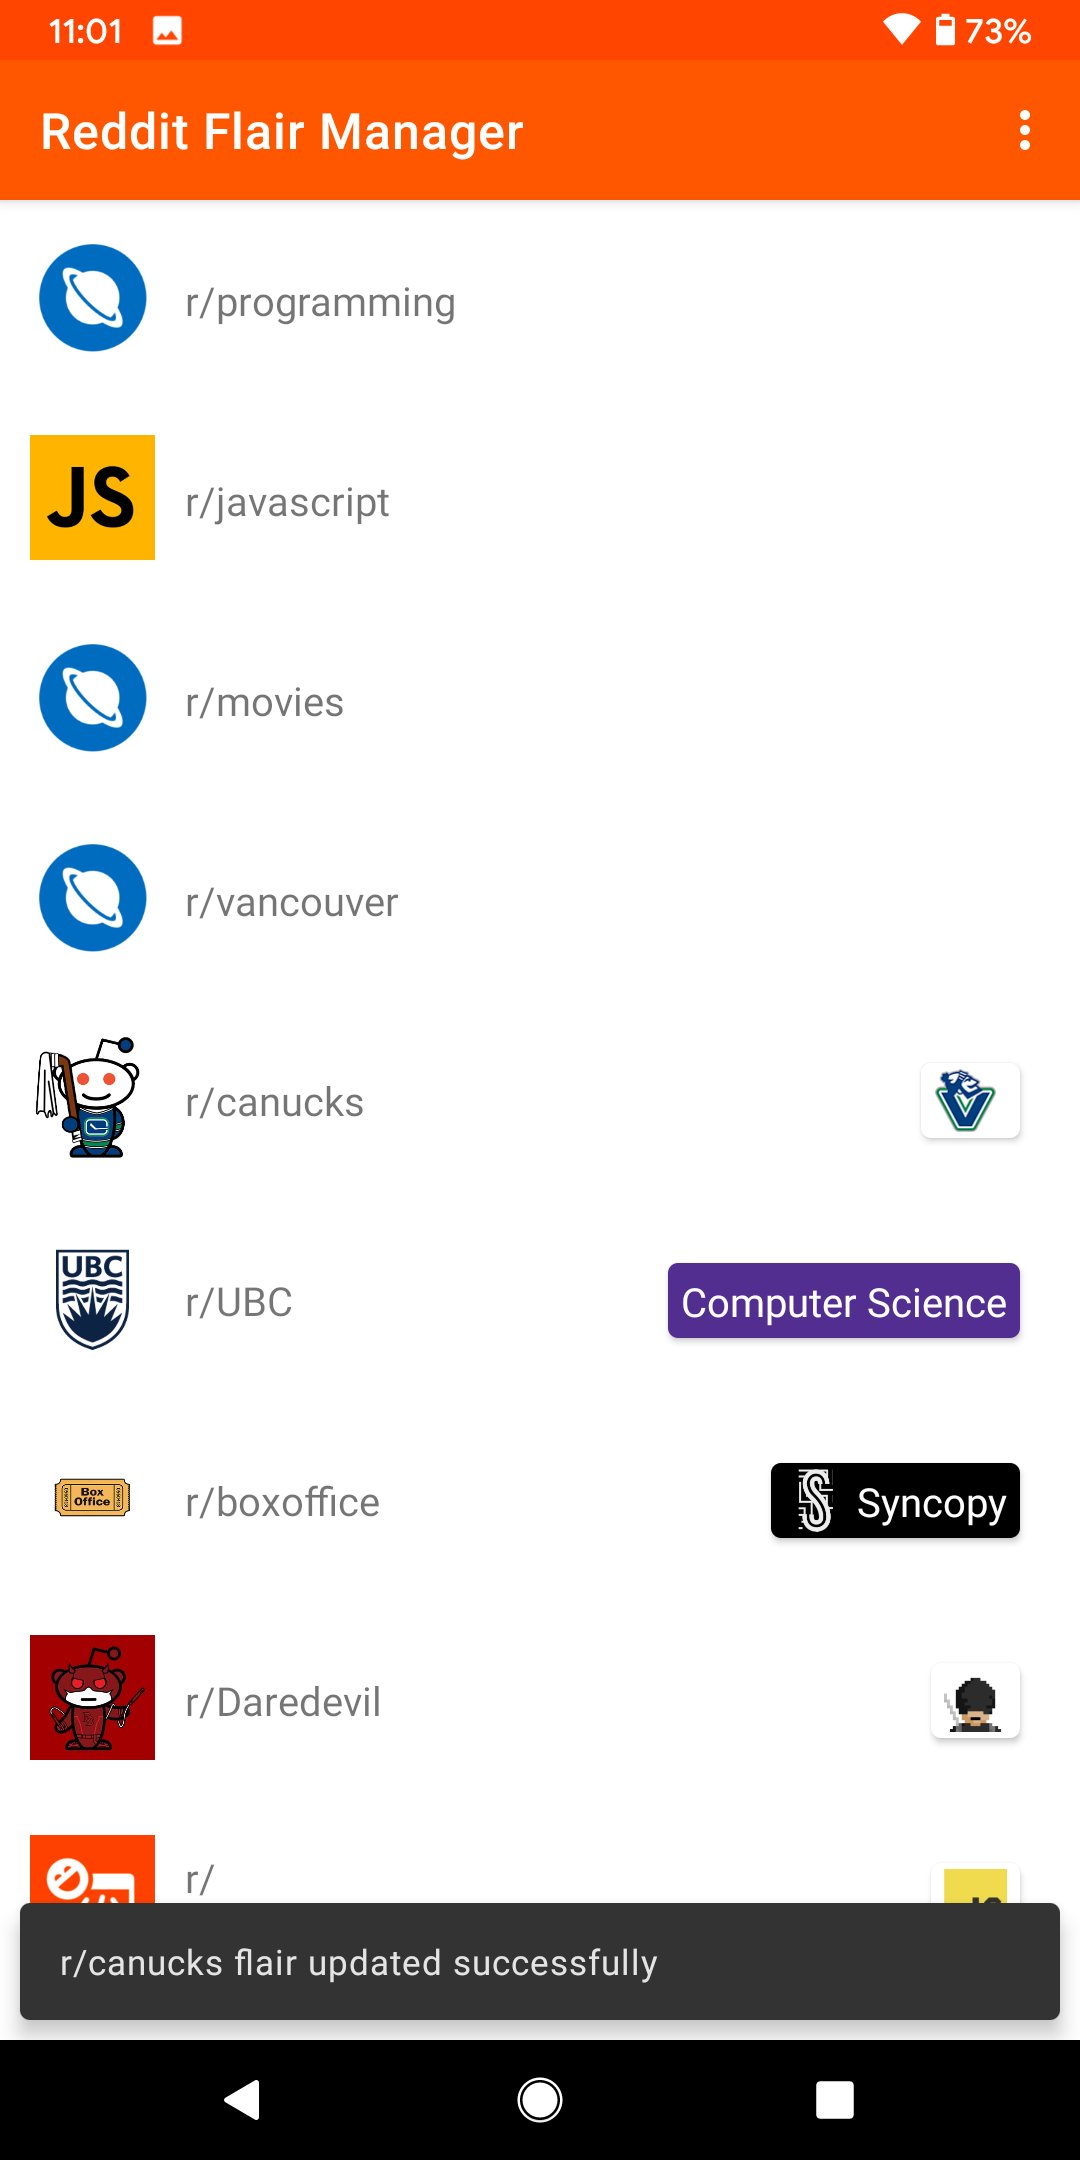 11:01 73%
Reddit Flair Manager
r/programming
JS r/javascript
r/movies
r/vancouver
r/canucks
UBC r/UBC Computer Science
Box Office r/boxoffice Syncopy
r/Daredevil
r/
r/canucks flair updated successfully